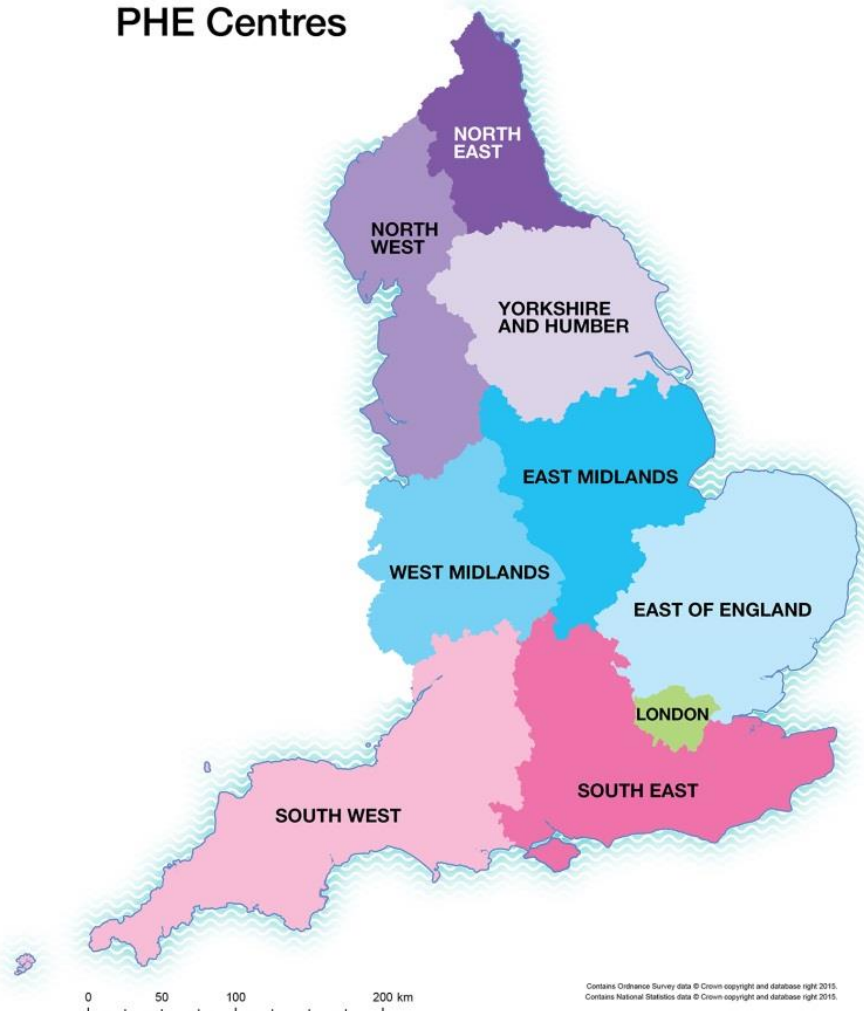 PHE Centres
NORTH
EAST
NORTH
WEST
YORKSHIRE
AND HUMBER
EAST MIDLANDS
WEST MIDLANDS
EAST OF ENGLAND
LONDON
SOUTH EAST
SOUTH WEST
0 50 100 200 km
Contains Ordnance Survey data © Crown copyright and database right 2015.
Contains National Statistics data © Crown copyright and database right 2015.